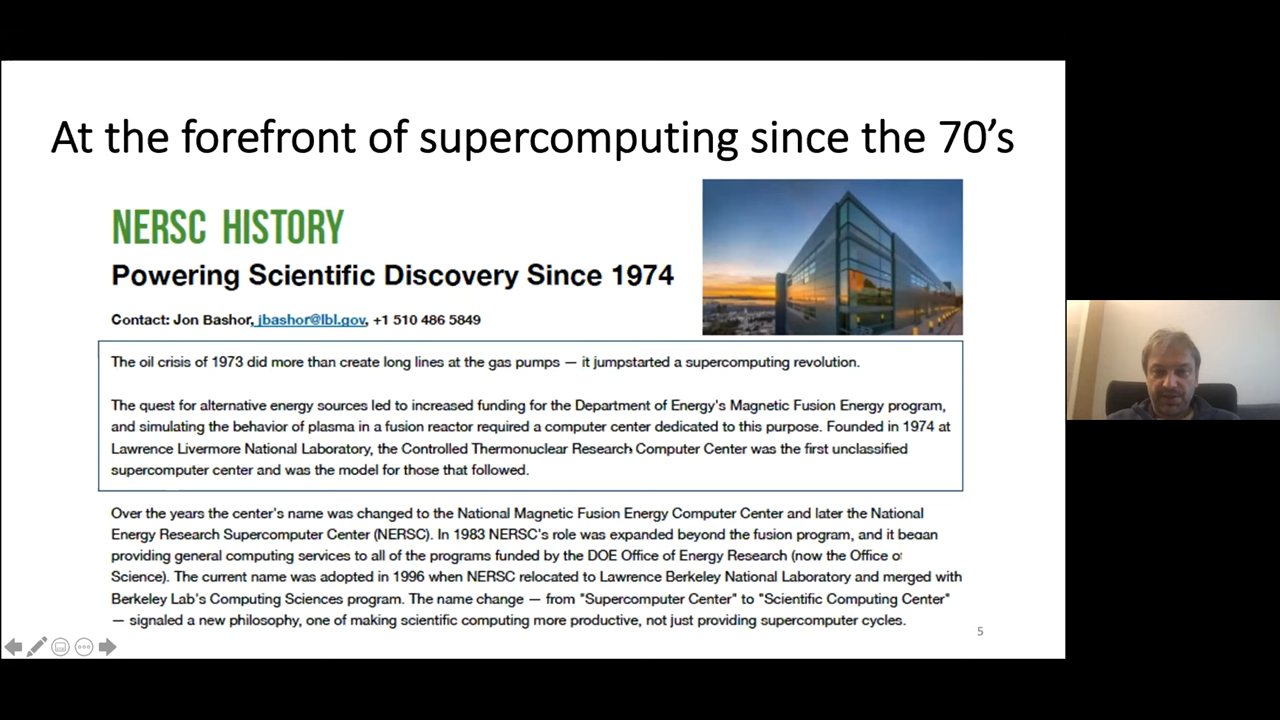 At the forefront of supercomputing since the 70's
NERSC HISTORY
Powering Scientific Discovery Since 1974
Contact: Jon Bashor, jbashor@lbl.gov, +1 510 486 5849
The oil crisis of 1973 did more than create long lines at the gas pumps — it jumpstarted a supercomputing revolution.
The quest for alternative energy sources led to increased funding for the Department of Energy's Magnetic Fusion Energy program,
and simulating the behavior of plasma in a fusion reactor required a computer center dedicated to this purpose. Founded in 1974 at
Lawrence Livermore National Laboratory, the Controlled Thermonuclear Research Computer Center was the first unclassified
supercomputer center and was the model for those that followed.
Over the years the center's name was changed to the National Magnetic Fusion Energy Computer Center and later the National
Energy Research Supercomputer Center (NERSC). In 1983 NERSC's role was expanded beyond the fusion program, and it began
providing general computing services to all of the programs funded by the DOE Office of Energy Research (now the Office of
Science). The current name was adopted in 1996 when NERSC relocated to Lawrence Berkeley National Laboratory and merged with
Berkeley Lab's Computing Sciences program. The name change — from "Supercomputer Center" to "Scientific Computing Center"
— signaled a new philosophy, one of making scientific computing more productive, not just providing supercomputer cycles.
5